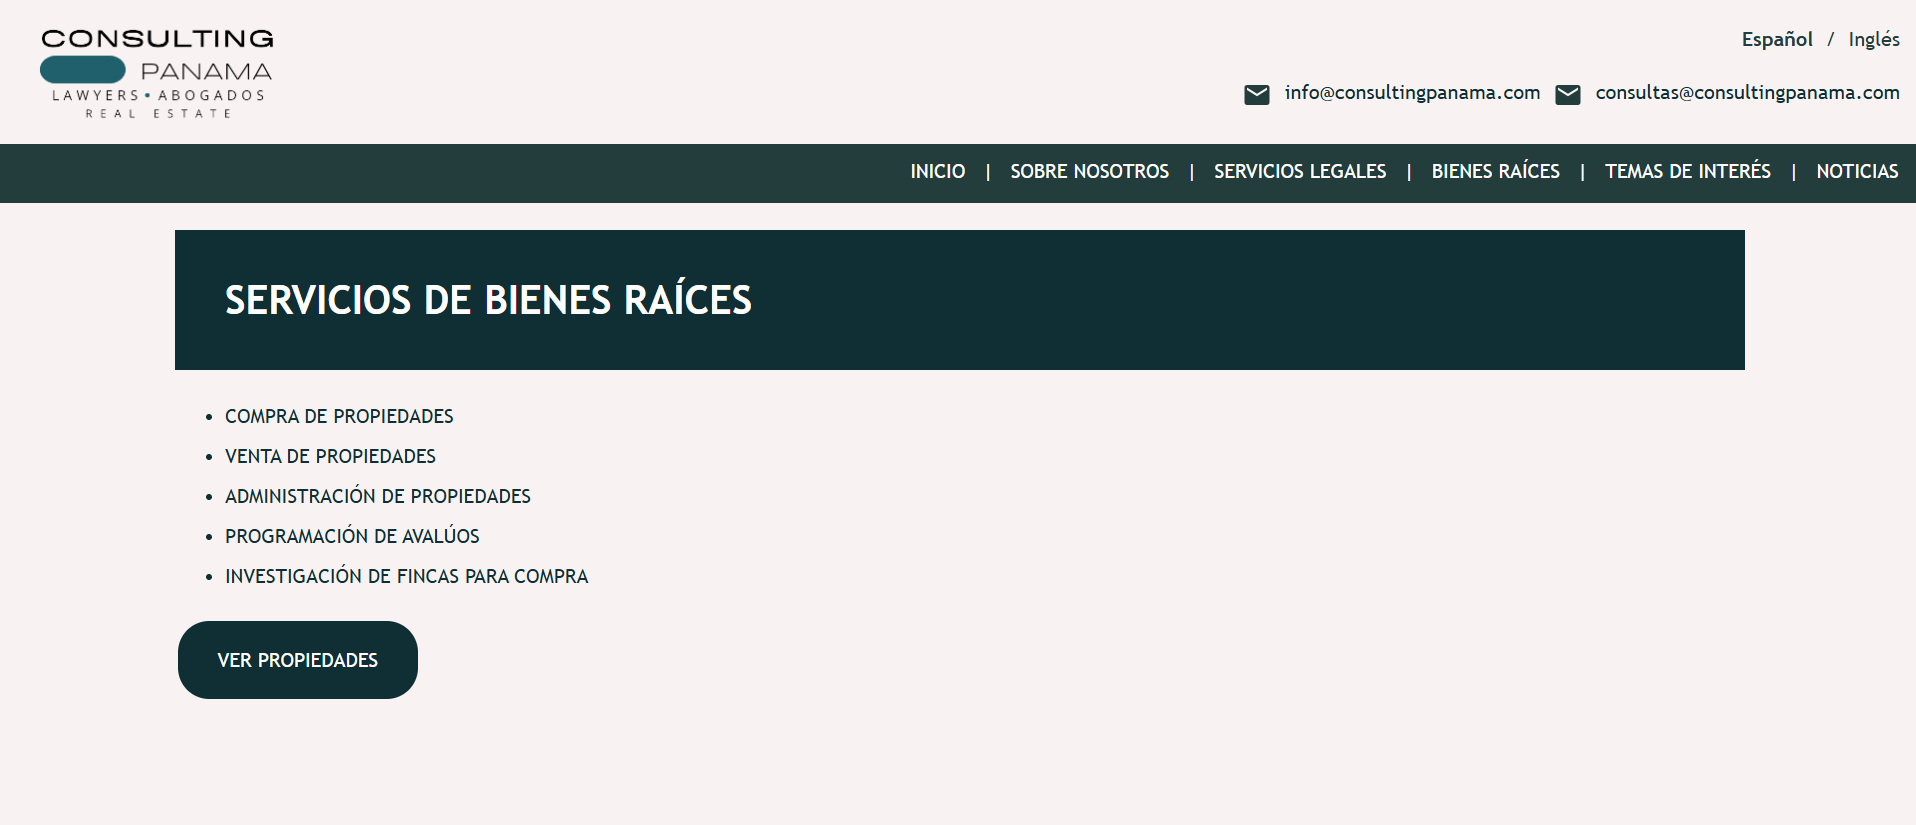 CONSULTING
PANAMA
LAWYERS • ABOGADOS
REAL ESTATE
Español / Inglés
info@consultingpanama.com consultas@consultingpanama.com
INICIO | SOBRE NOSOTROS | SERVICIOS LEGALES | BIENES RAÍCES | TEMAS DE INTERÉS | NOTICIAS
SERVICIOS DE BIENES RAÍCES
• COMPRA DE PROPIEDADES
• VENTA DE PROPIEDADES
• ADMINISTRACIÓN DE PROPIEDADES
• PROGRAMACIÓN DE AVALÚOS
• INVESTIGACIÓN DE FINCAS PARA COMPRA
VER PROPIEDADES